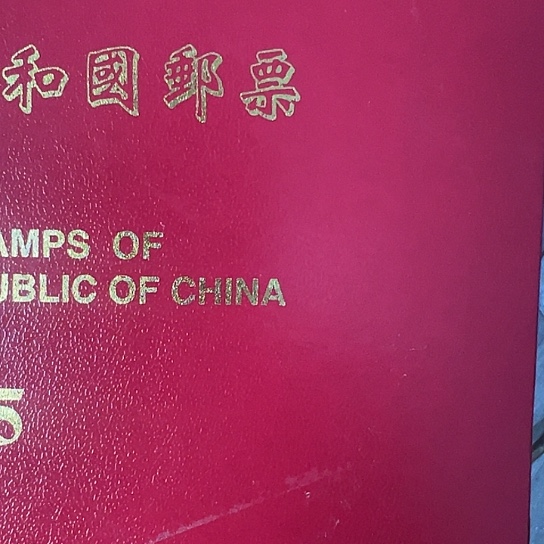 和國郵票
AMPS OF
UBLIC OF CHINA
5